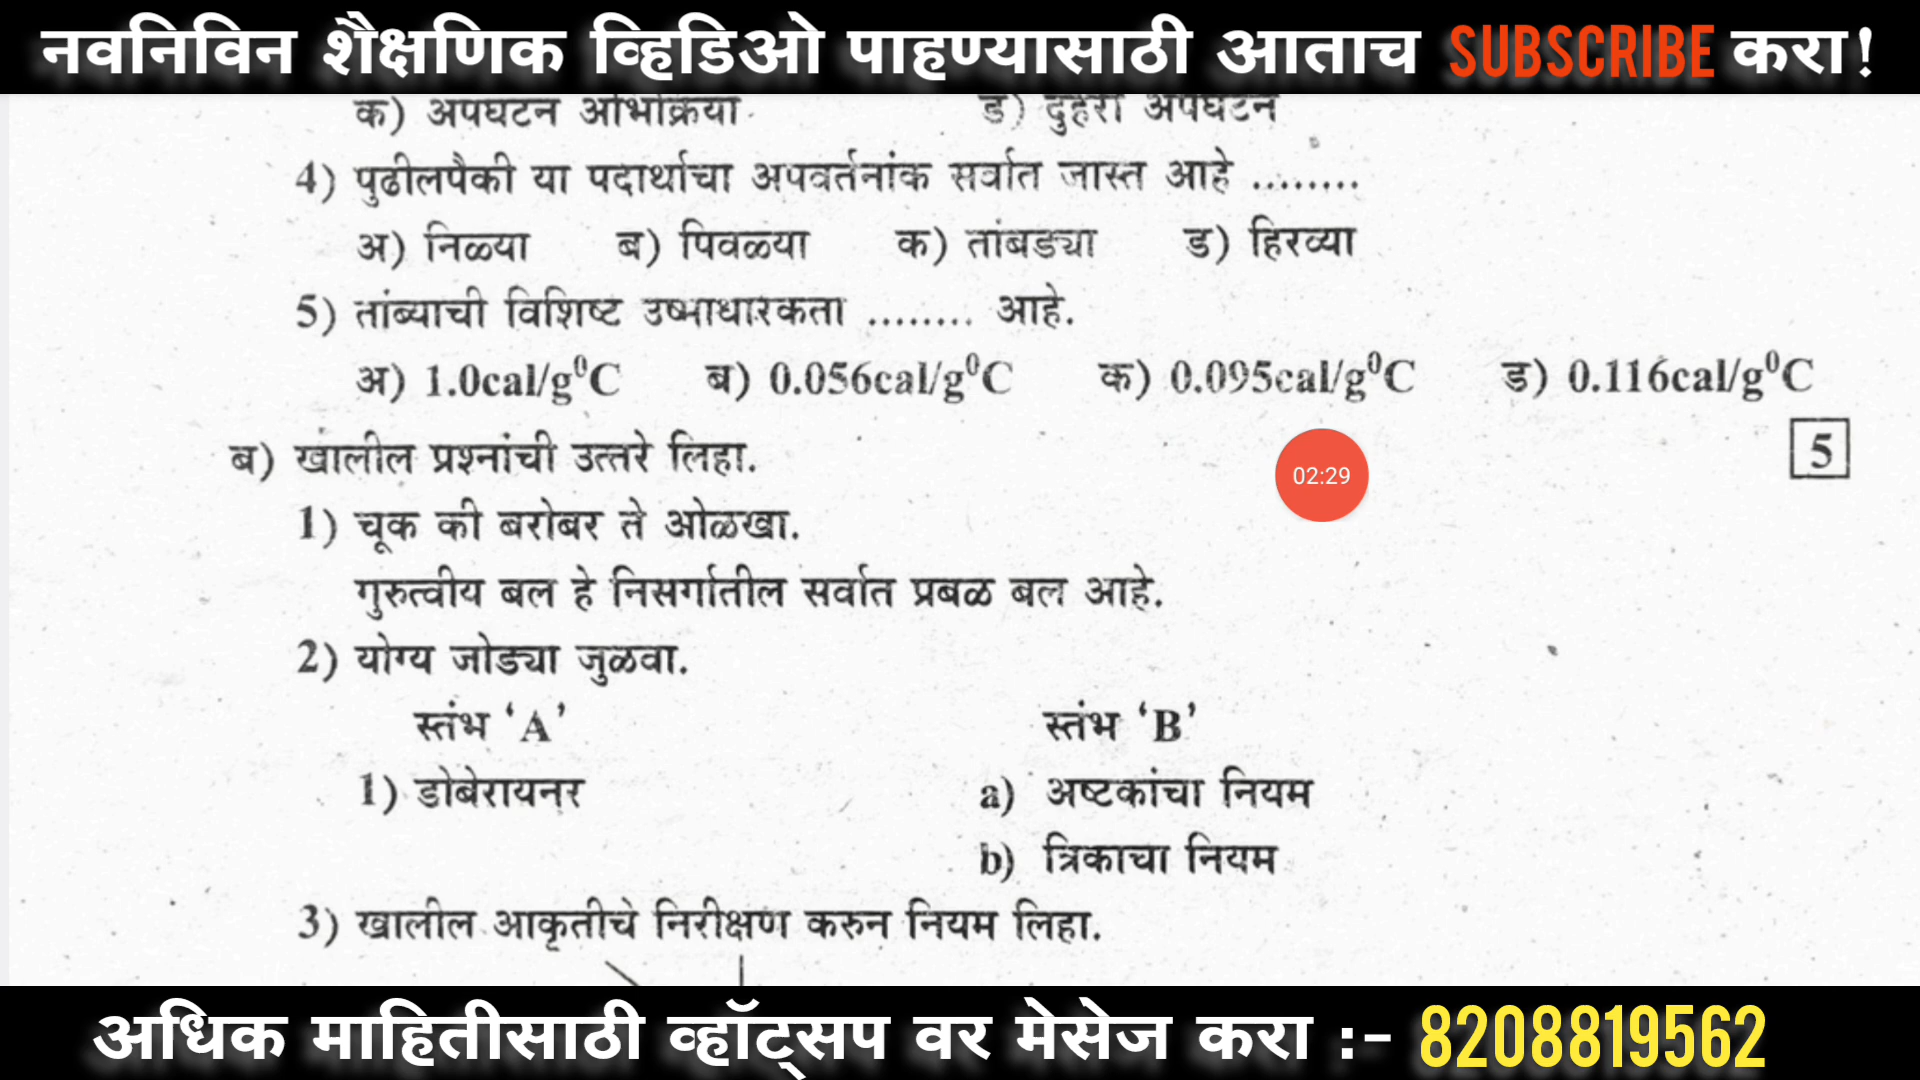 नवनिविन शैक्षणिक व्हिडिओ पाहण्यासाठी आताच SUBSCRIBE करा!
क) अपघटन अभिक्रिया ड) दुहेरी अपघटन
4) पुढीलपैकी या पदार्थाचा अपवर्तनांक सर्वात जास्त आहे ........
अ) निळ्या ब) पिवळ्या क) तांबड्या ड) हिरव्या
5) तांब्याची विशिष्ट उष्माधारकता ........ आहे.
अ) 1.0cal/g⁰C ब) 0.056cal/g⁰C क) 0.095cal/g⁰C ड) 0.116cal/g⁰C
ब) खालील प्रश्नांची उत्तरे लिहा. 5
02:29
1) चूक की बरोबर ते ओळखा.
गुरुत्वीय बल हे निसर्गातील सर्वात प्रबळ बल आहे.
2) योग्य जोड्या जुळवा.
स्तंभ ‘A’ स्तंभ ‘B’
1) डोबेरायनर a) अष्टकांचा नियम
b) त्रिकाचा नियम
3) खालील आकृतीचे निरीक्षण करुन नियम लिहा.
अधिक माहितीसाठी व्हॉट्सप वर मेसेज करा :- 8208819562